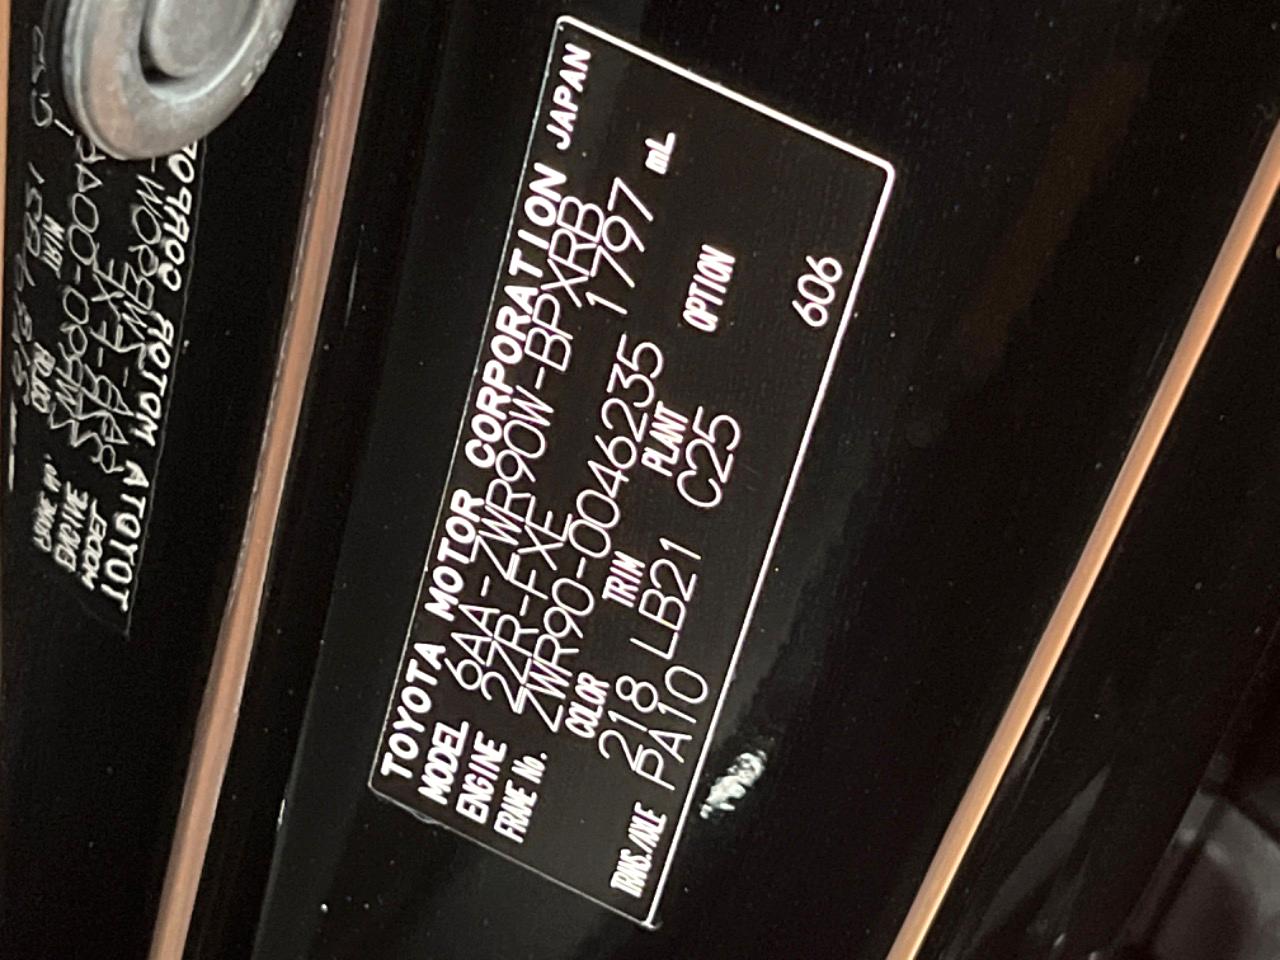 TOYOTA MOTOR CORPORATION JAPAN
MODEL 6AA-ZWR90W-BPXRB
ENGINE 2ZR-FXE 1797 mL
FRAME No. ZWR90-0046235
COLOR TRIM PLANT OPTION
218 LB21 C25
TRANS./AXLE PA10 606